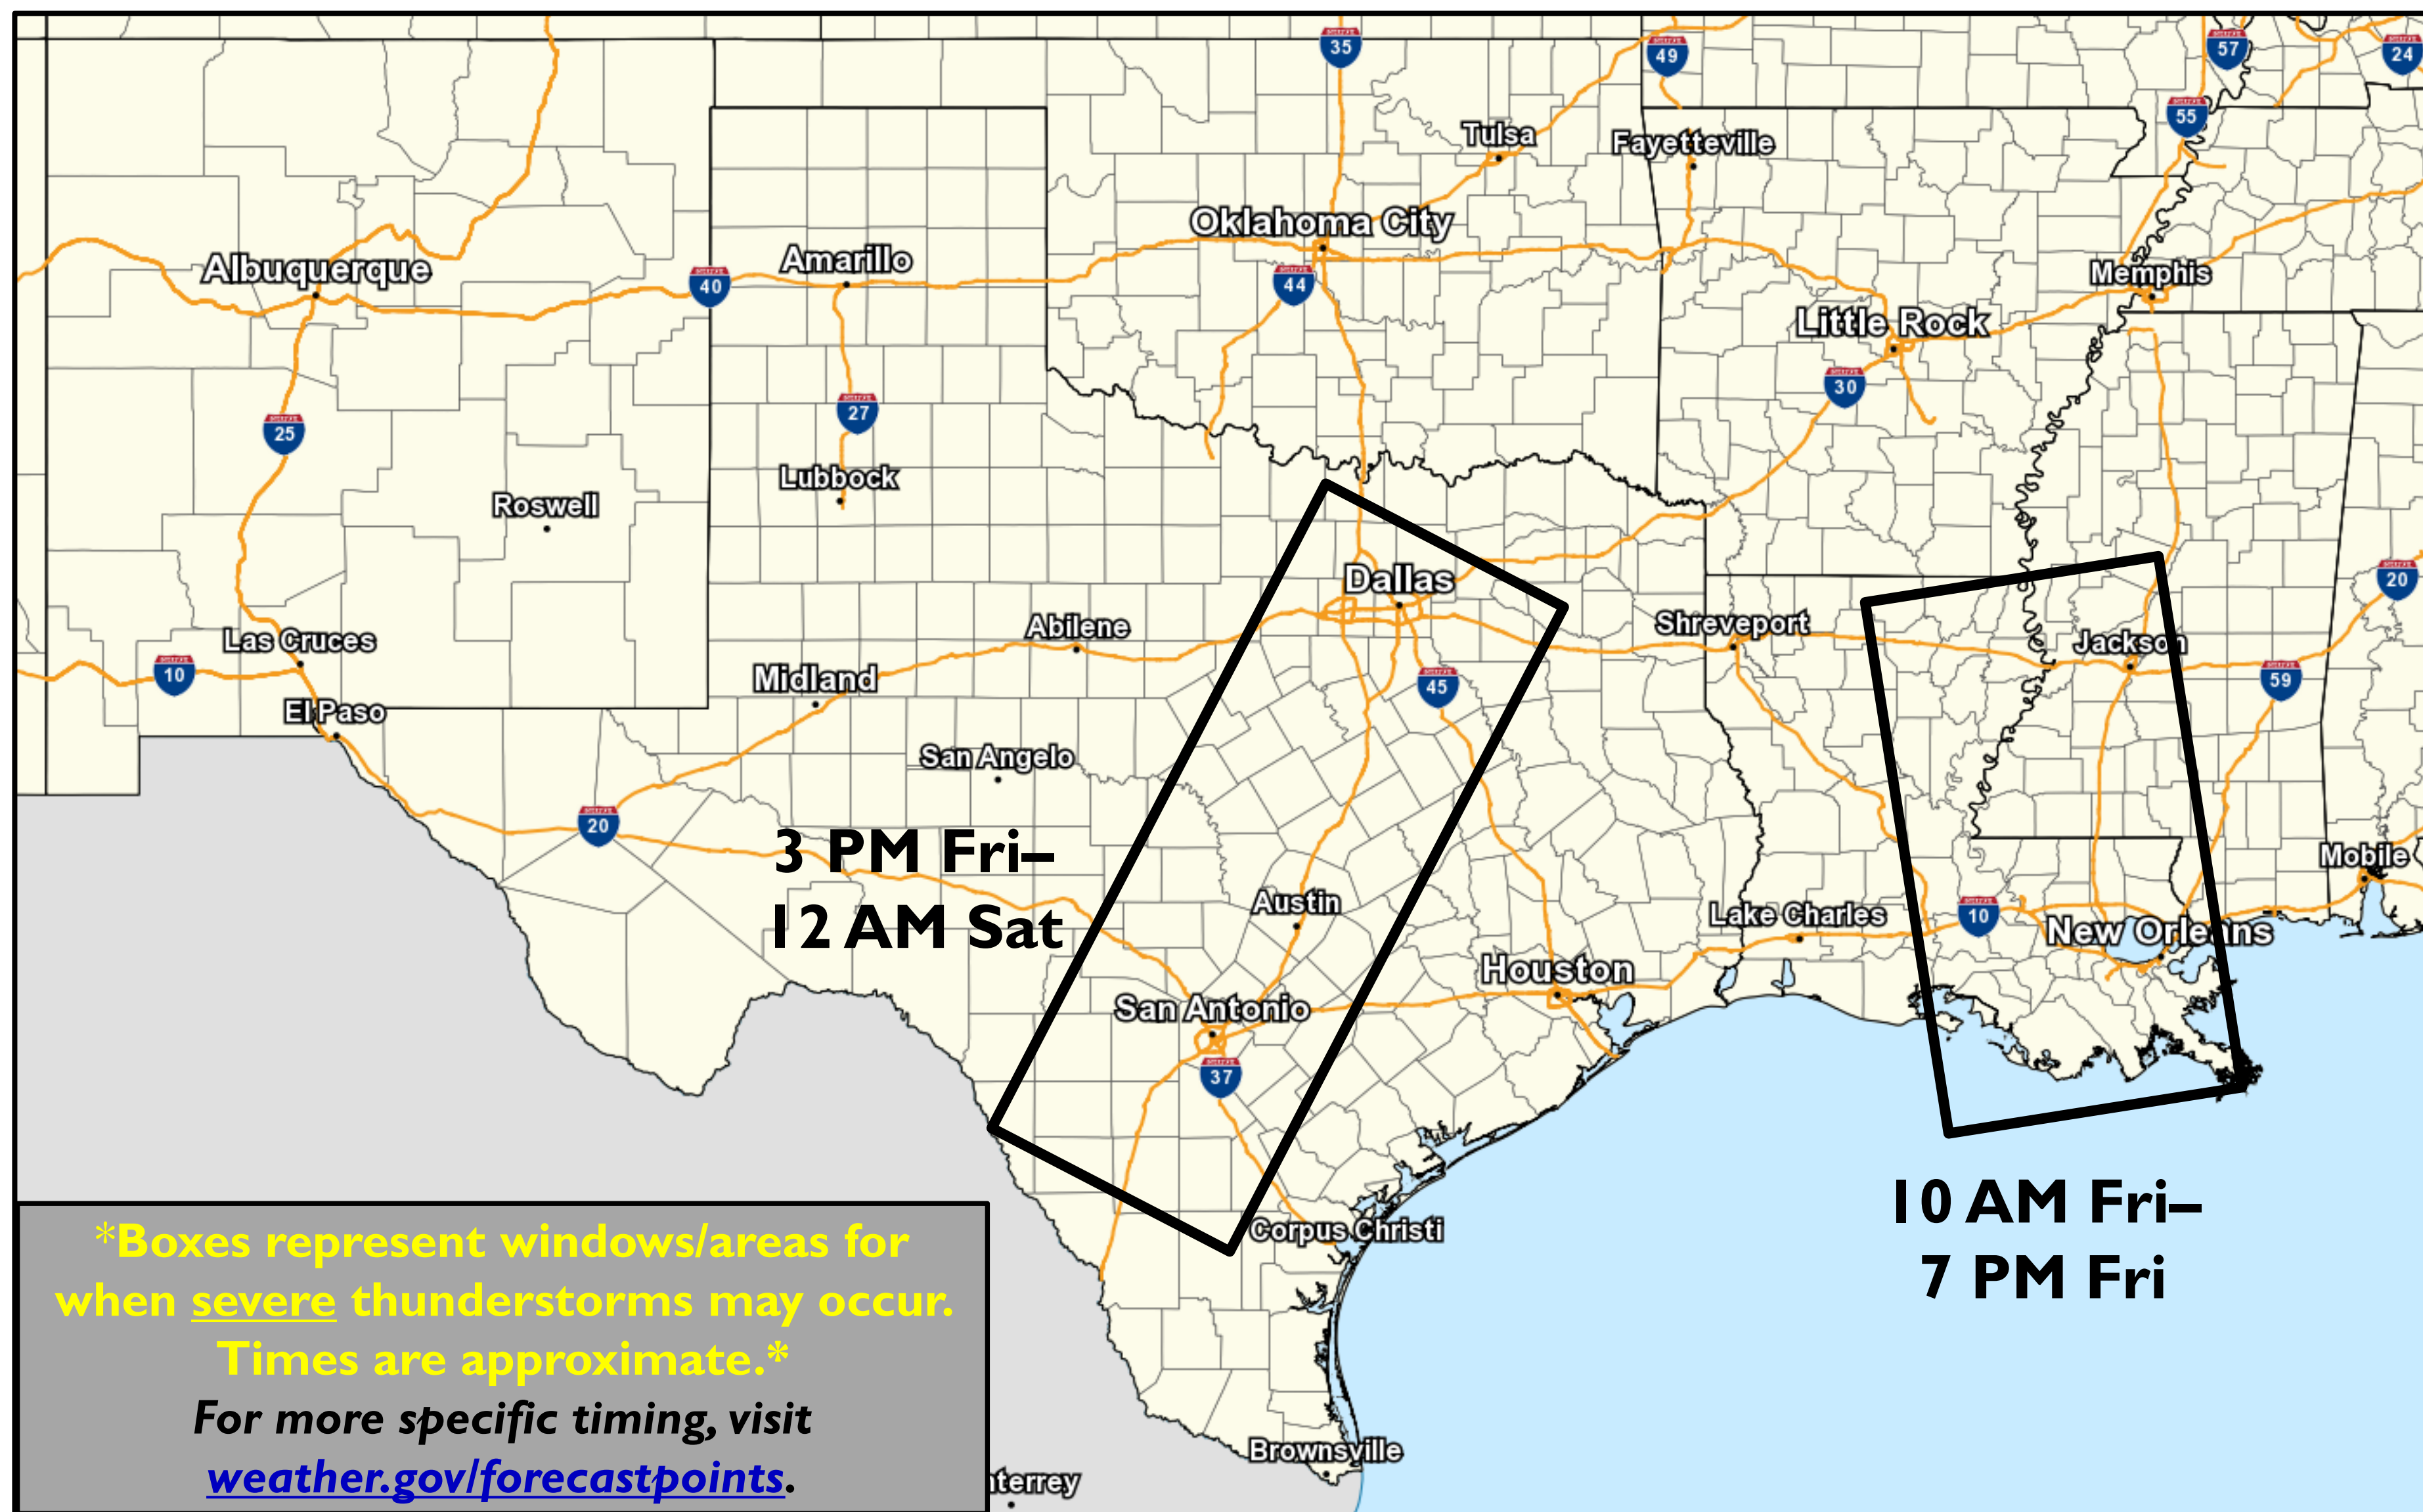 35
49
57
24
55
Tulsa
Fayetteville
Oklahoma City
Albuquerque
Amarillo
40
44
Memphis
Little Rock
30
27
25
Lubbock
Roswell
Dallas
20
Las Cruces
Abilene
Shreveport
Jackson
10
Midland
45
59
El Paso
San Angelo
20
3 PM Fri–
12 AM Sat
Mobile
Austin
Lake Charles
10
New Orleans
Houston
San Antonio
37
10 AM Fri–
7 PM Fri
Corpus Christi
*Boxes represent windows/areas for
when severe thunderstorms may occur.
Times are approximate.*
For more specific timing, visit
weather.gov/forecastpoints.
Brownsville
nterrey